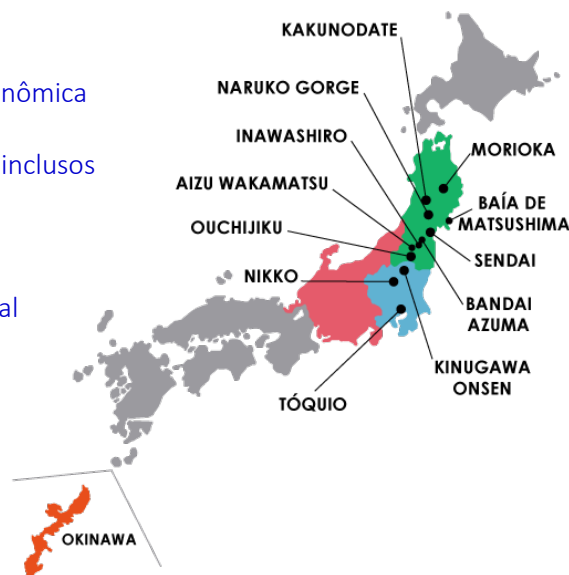 KAKUNODATE
nômica
NARUKO GORGE
INAWASHIRO
inclusos
MORIOKA
AIZU WAKAMATSU
BAÍA DE
MATSUSHIMA
OUCHIJIKU
SENDAI
NIKKO
al
BANDAI
AZUMA
KINUGAWA
ONSEN
TÓQUIO
OKINAWA